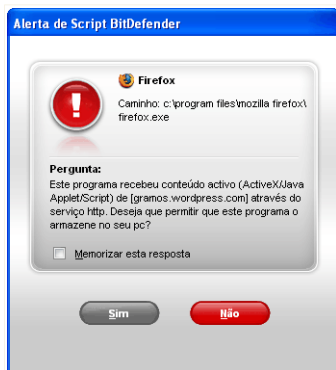 Alerta de Script BitDefender
Firefox
Caminho: c:\program files\mozilla firefox\
firefox.exe
Pergunta:
Este programa recebeu conteúdo activo (ActiveX/Java
Applet/Script) de [gramos.wordpress.com] através do
serviço http. Deseja que permitir que este programa o
armazene no seu pc?
Memorizar esta resposta
Sim
Não